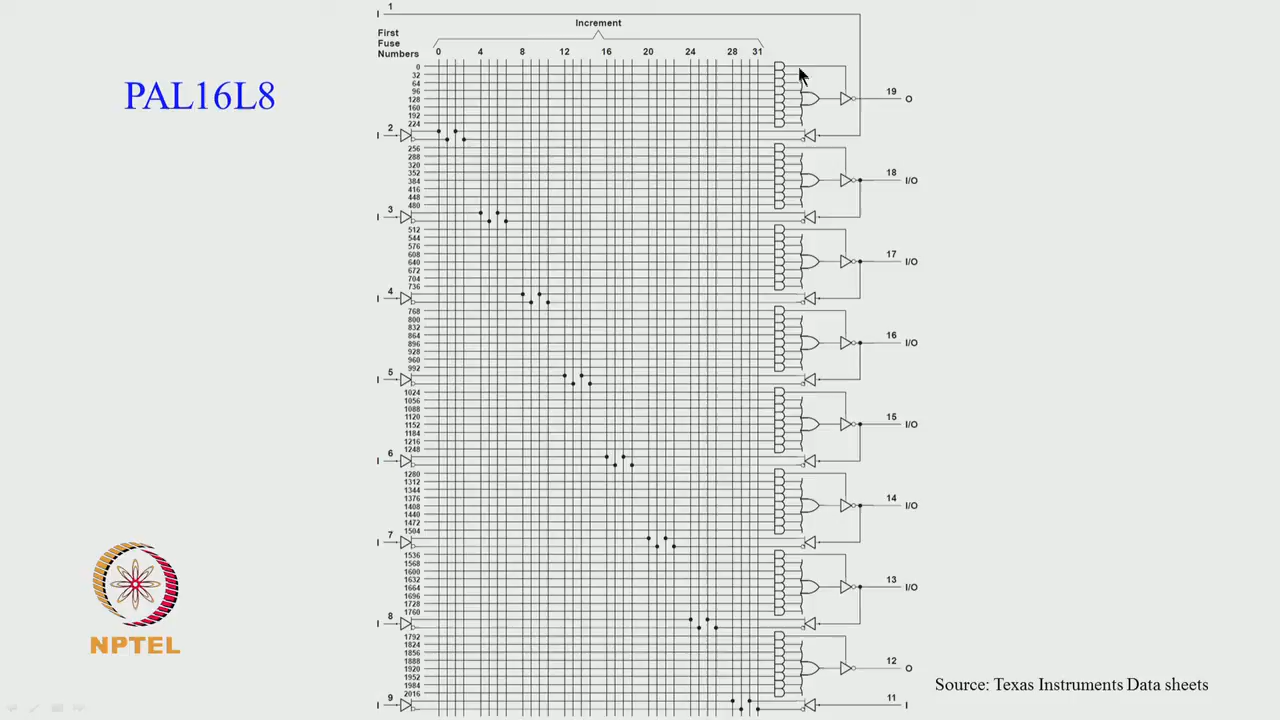 PAL16L8
I 1
Increment
First
Fuse
Numbers
0 4 8 12 16 20 24 28 31
0
32
64
96
128
160
192
224
19 O
I 2
256
288
320
352
384
416
448
480
18 I/O
I 3
512
544
576
608
640
672
704
736
17 I/O
I 4
768
800
832
864
896
928
960
992
16 I/O
I 5
1024
1056
1088
1120
1152
1184
1216
1248
15 I/O
I 6
1280
1312
1344
1376
1408
1440
1472
1504
14 I/O
I 7
1536
1568
1600
1632
1664
1696
1728
1760
13 I/O
I 8
1792
1824
1856
1888
1920
1952
1984
2016
12 O
I 9
11 I
NPTEL
Source: Texas Instruments Data sheets